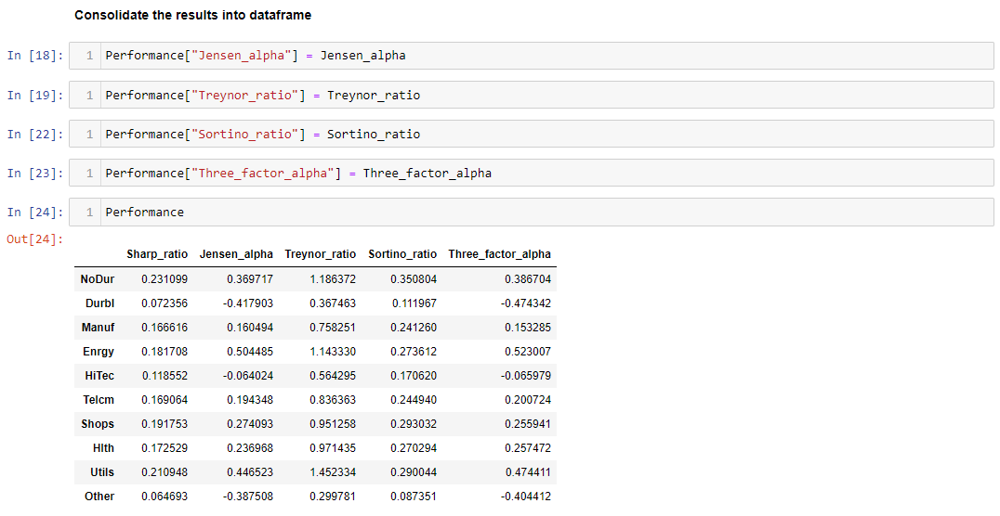 Consolidate the results into dataframe
In [18]: 1 Performance["Jensen_alpha"] = Jensen_alpha
In [19]: 1 Performance["Treynor_ratio"] = Treynor_ratio
In [22]: 1 Performance["Sortino_ratio"] = Sortino_ratio
In [23]: 1 Performance["Three_factor_alpha"] = Three_factor_alpha
In [24]: 1 Performance
Out[24]:
Sharp_ratio Jensen_alpha Treynor_ratio Sortino_ratio Three_factor_alpha
NoDur 0.231099 0.369717 1.186372 0.350804 0.386704
Durbl 0.072356 -0.417903 0.367463 0.111967 -0.474342
Manuf 0.166616 0.160494 0.758251 0.241260 0.153285
Enrgy 0.181708 0.504485 1.143330 0.273612 0.523007
HiTec 0.118552 -0.064024 0.564295 0.170620 -0.065979
Telcm 0.169064 0.194348 0.836363 0.244940 0.200724
Shops 0.191753 0.274093 0.951258 0.293032 0.255941
Hlth 0.172529 0.236968 0.971435 0.270294 0.257472
Utils 0.210948 0.446523 1.452334 0.290044 0.474411
Other 0.064693 -0.387508 0.299781 0.087351 -0.404412